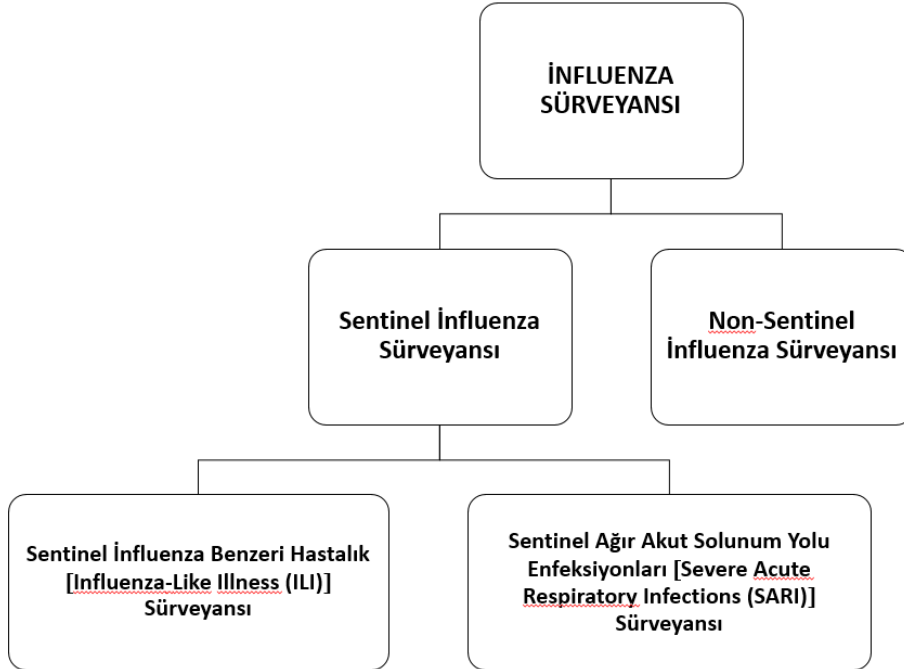 İNFLUENZA
SÜRVEYANSI
Sentinel İnfluenza
Sürveyansı
Non-Sentinel
İnfluenza Sürveyansı
Sentinel İnfluenza Benzeri Hastalık
[Influenza-Like Illness (ILI)]
Sürveyansı
Sentinel Ağır Akut Solunum Yolu
Enfeksiyonları [Severe Acute
Respiratory Infections (SARI)]
Sürveyansı